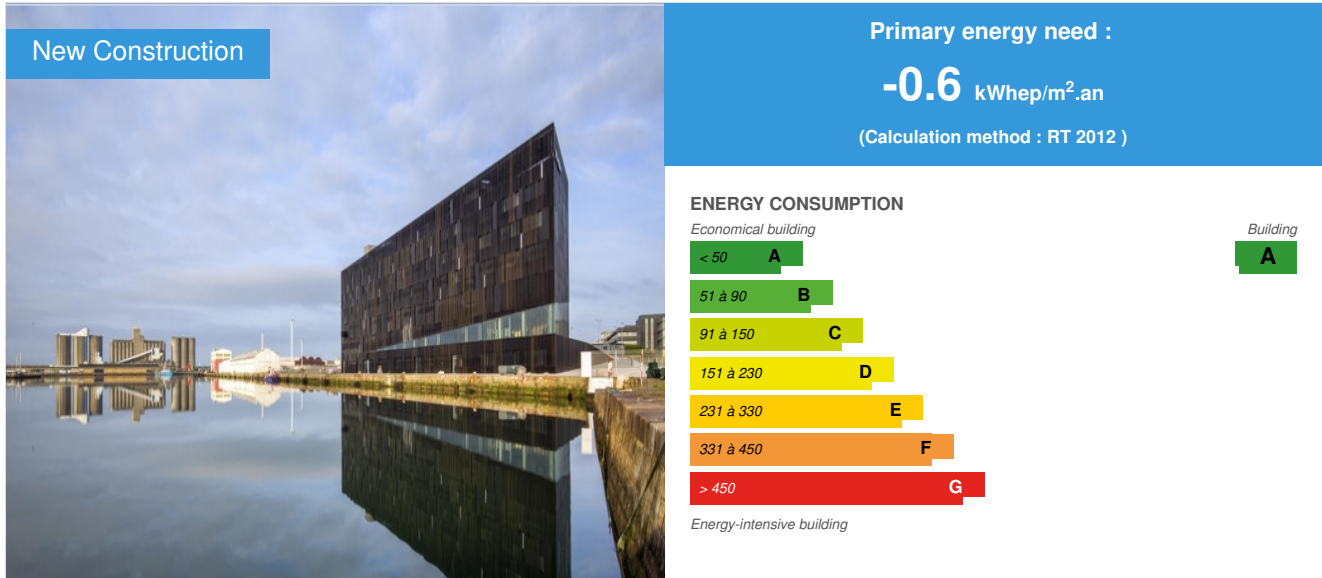 New Construction
Primary energy need :
-0.6 kWhep/m².an
(Calculation method : RT 2012 )
ENERGY CONSUMPTION
Economical building
Building
< 50 A
A
51 à 90 B
91 à 150 C
151 à 230 D
231 à 330 E
331 à 450 F
> 450 G
Energy-intensive building